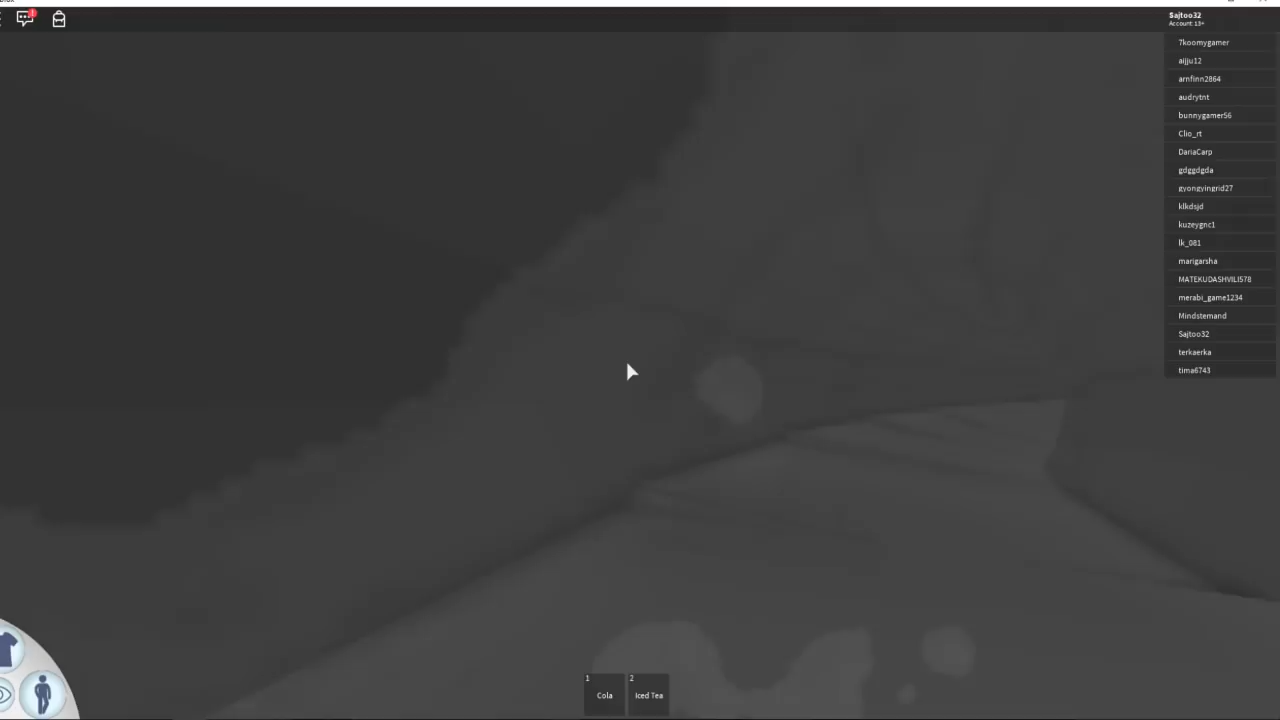 Sajtoo32
Account: 13+
7koomygamer
aijju12
arnfinn2864
audrytnt
bunnygamer56
Clio_rt
DariaCarp
gdggdgda
gyongyingrid27
klkdsjd
kuzeygnc1
lk_081
marigarsha
MATEKUDASHVILI578
merabi_game1234
Mindstemand
Sajtoo32
terkaerka
tima6743
1
2
Cola
Iced Tea